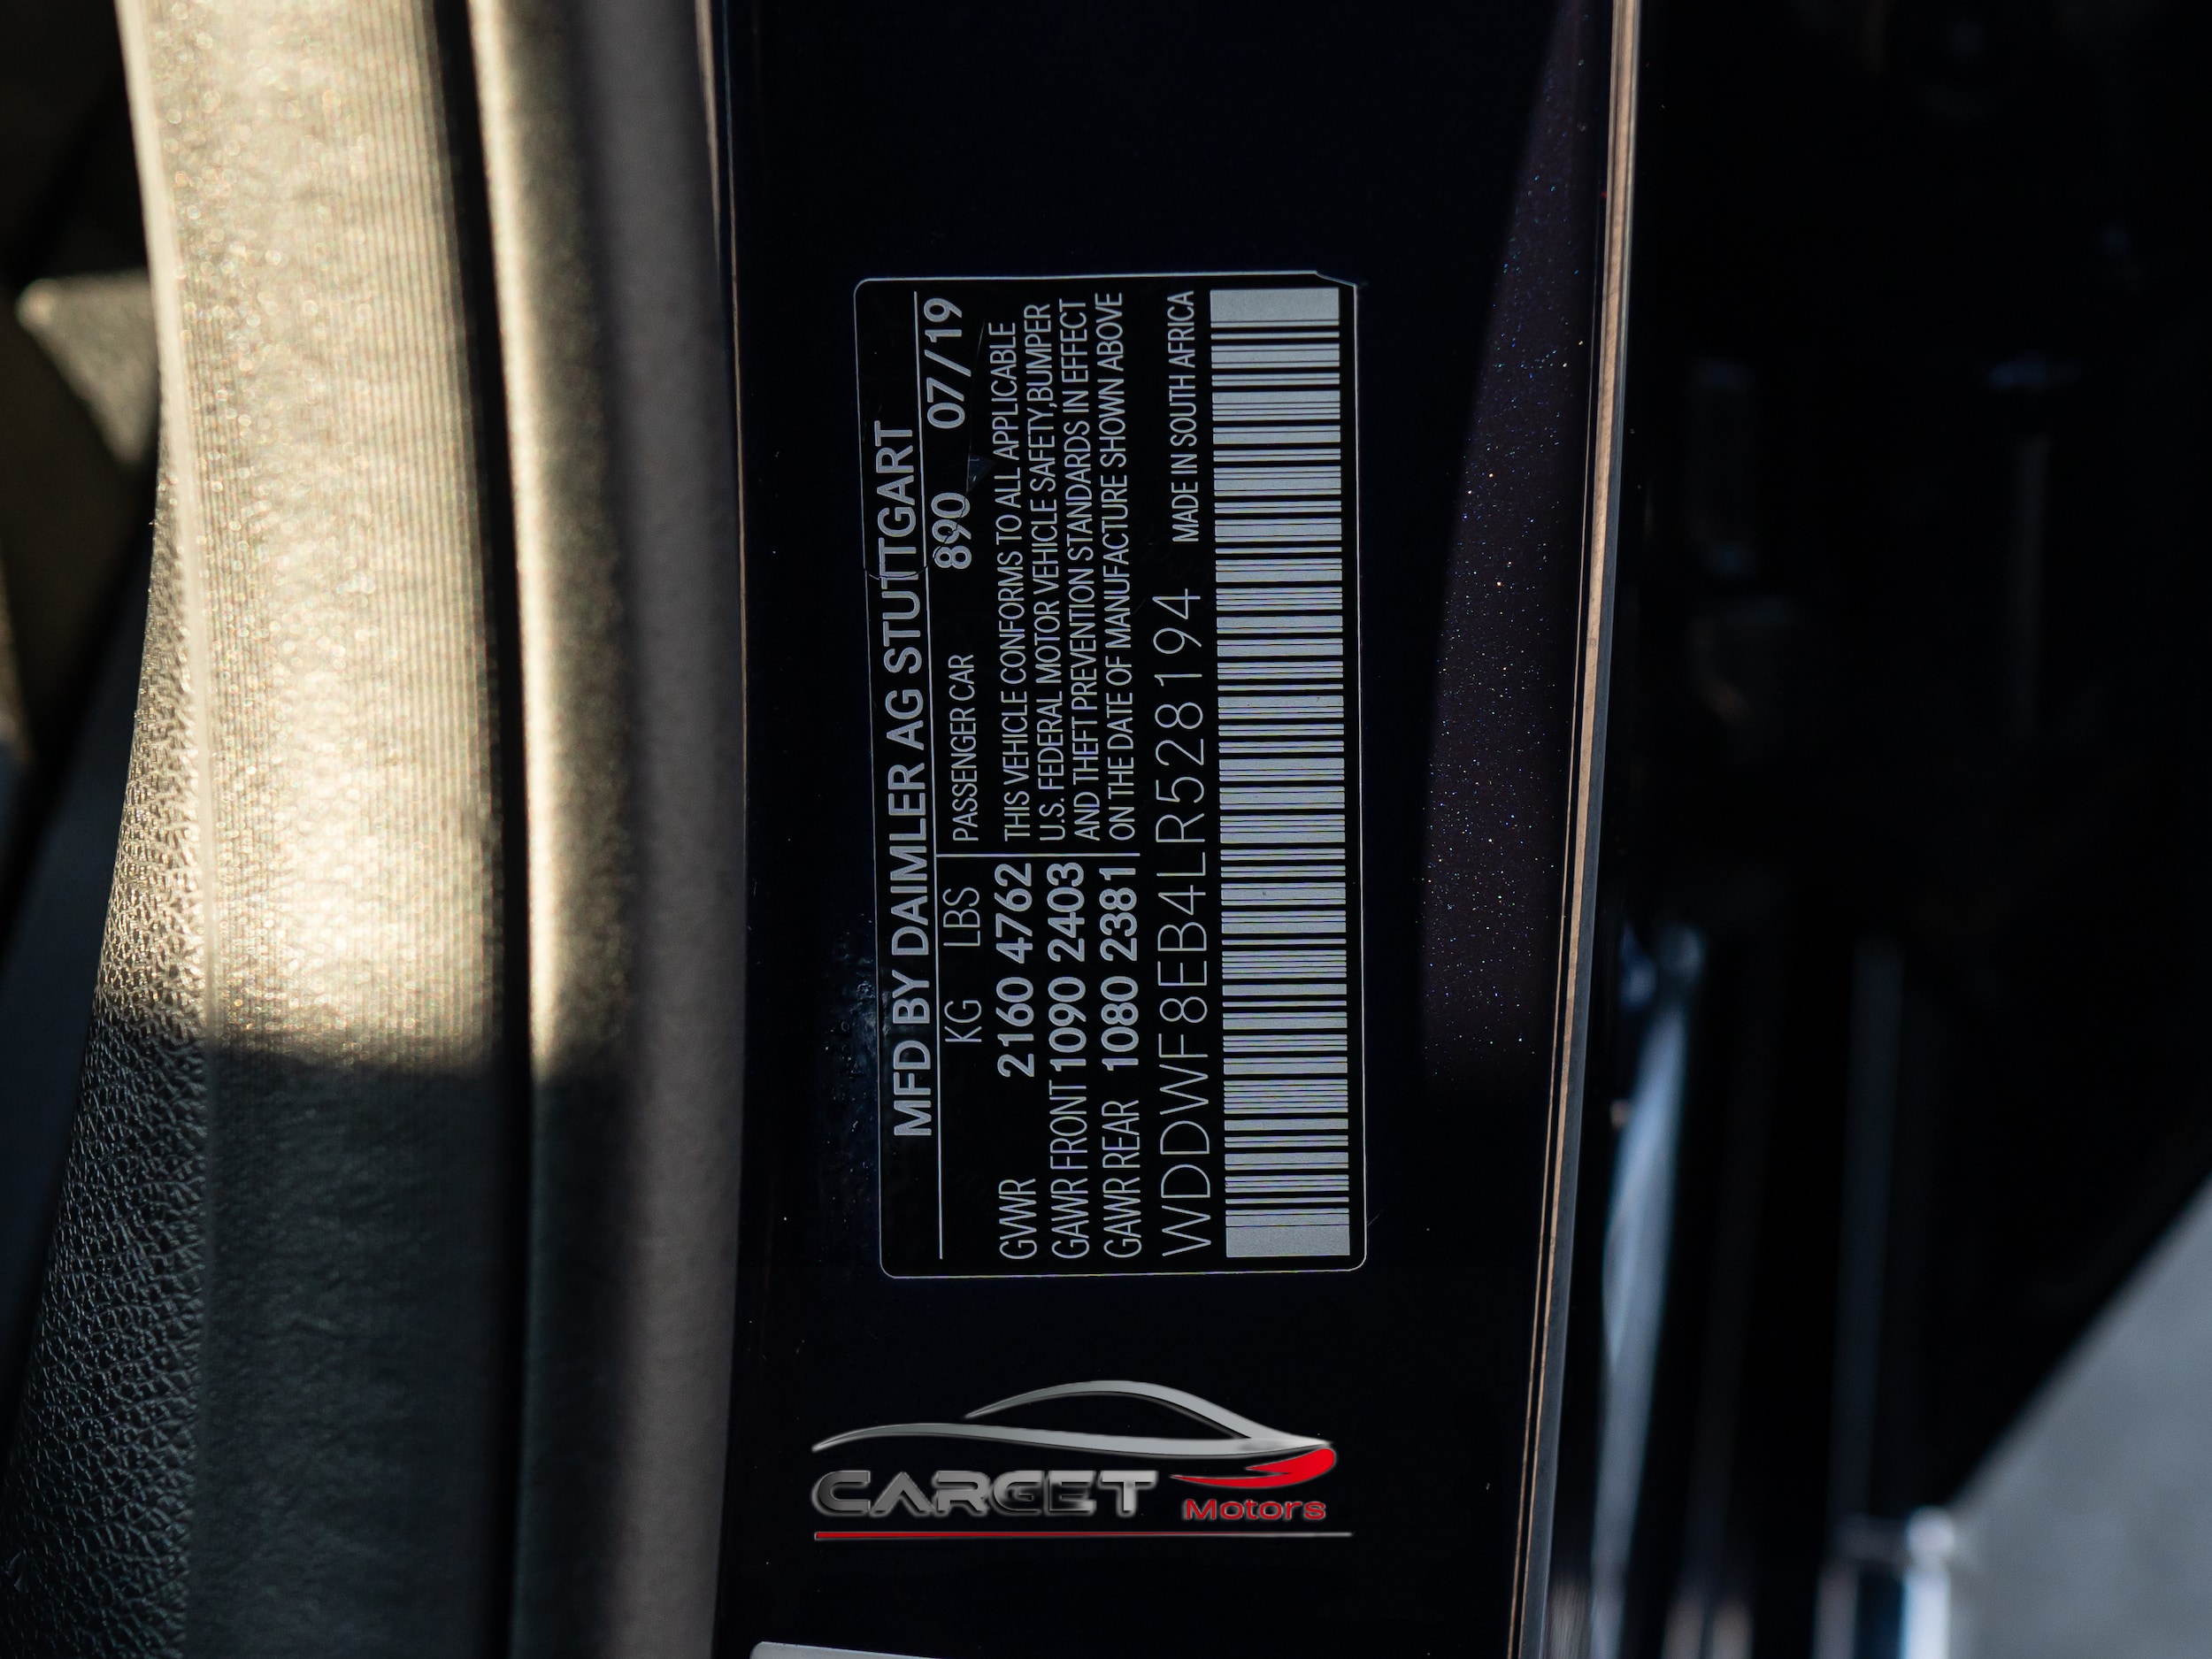 MFD BY DAIMLER AG STUTTGART
KG LBS PASSENGER CAR 890 07/19
GVWR 2160 4762 THIS VEHICLE CONFORMS TO ALL APPLICABLE
U.S. FEDERAL MOTOR VEHICLE SAFETY,BUMPER
GAWR FRONT 1090 2403 AND THEFT PREVENTION STANDARDS IN EFFECT
GAWR REAR 1080 2381 ON THE DATE OF MANUFACTURE SHOWN ABOVE
WDDWF8EB4LR528194 MADE IN SOUTH AFRICA
CARGET
Motors